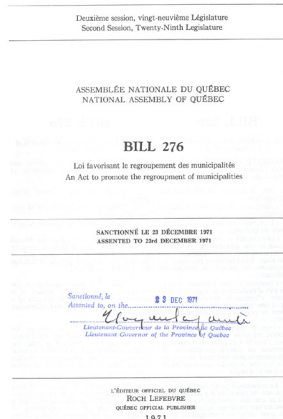 Deuxième session, vingt-neuvième Législature
Second Session, Twenty-Ninth Legislature
ASSEMBLÉE NATIONALE DU QUÉBEC
NATIONAL ASSEMBLY OF QUÉBEC
BILL 276
Loi favorisant le regroupement des municipalités
An Act to promote the regroupment of municipalities
SANCTIONNÉ LE 23 DÉCEMBRE 1971
ASSENTED TO 23rd DECEMBER 1971
Sanctionné, le
Assented to, on the 23 DEC 1971
Lieutenant-Gouverneur de la Province de Québec
Lieutenant Governor of the Province of Quebec
L'ÉDITEUR OFFICIEL DU QUÉBEC
ROCH LEFEBVRE
QUÉBEC OFFICIAL PUBLISHER
1971